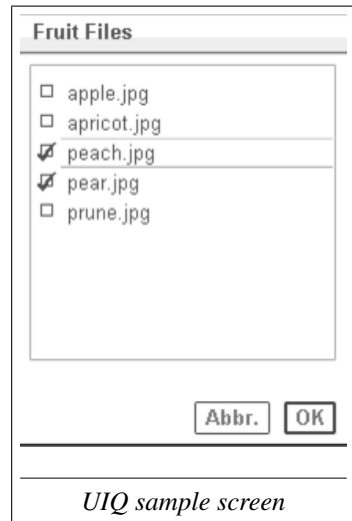 Fruit Files
apple.jpg
apricot.jpg
peach.jpg
pear.jpg
prune.jpg
Abbr. OK
UIQ sample screen